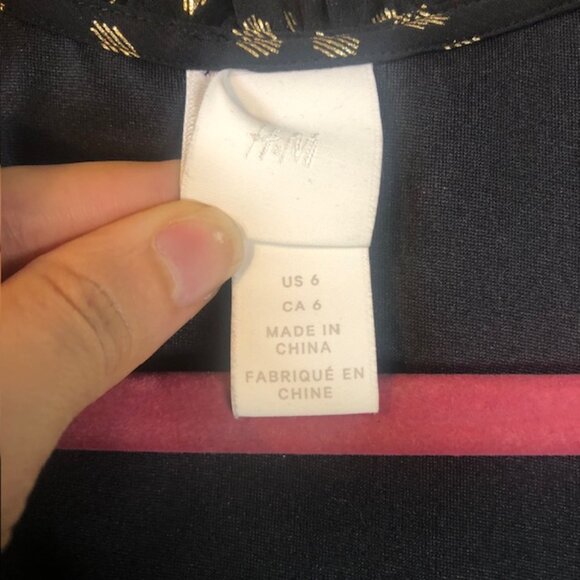 H&M
US 6
CA 6
MADE IN
CHINA
FABRIQUÉ EN
CHINE